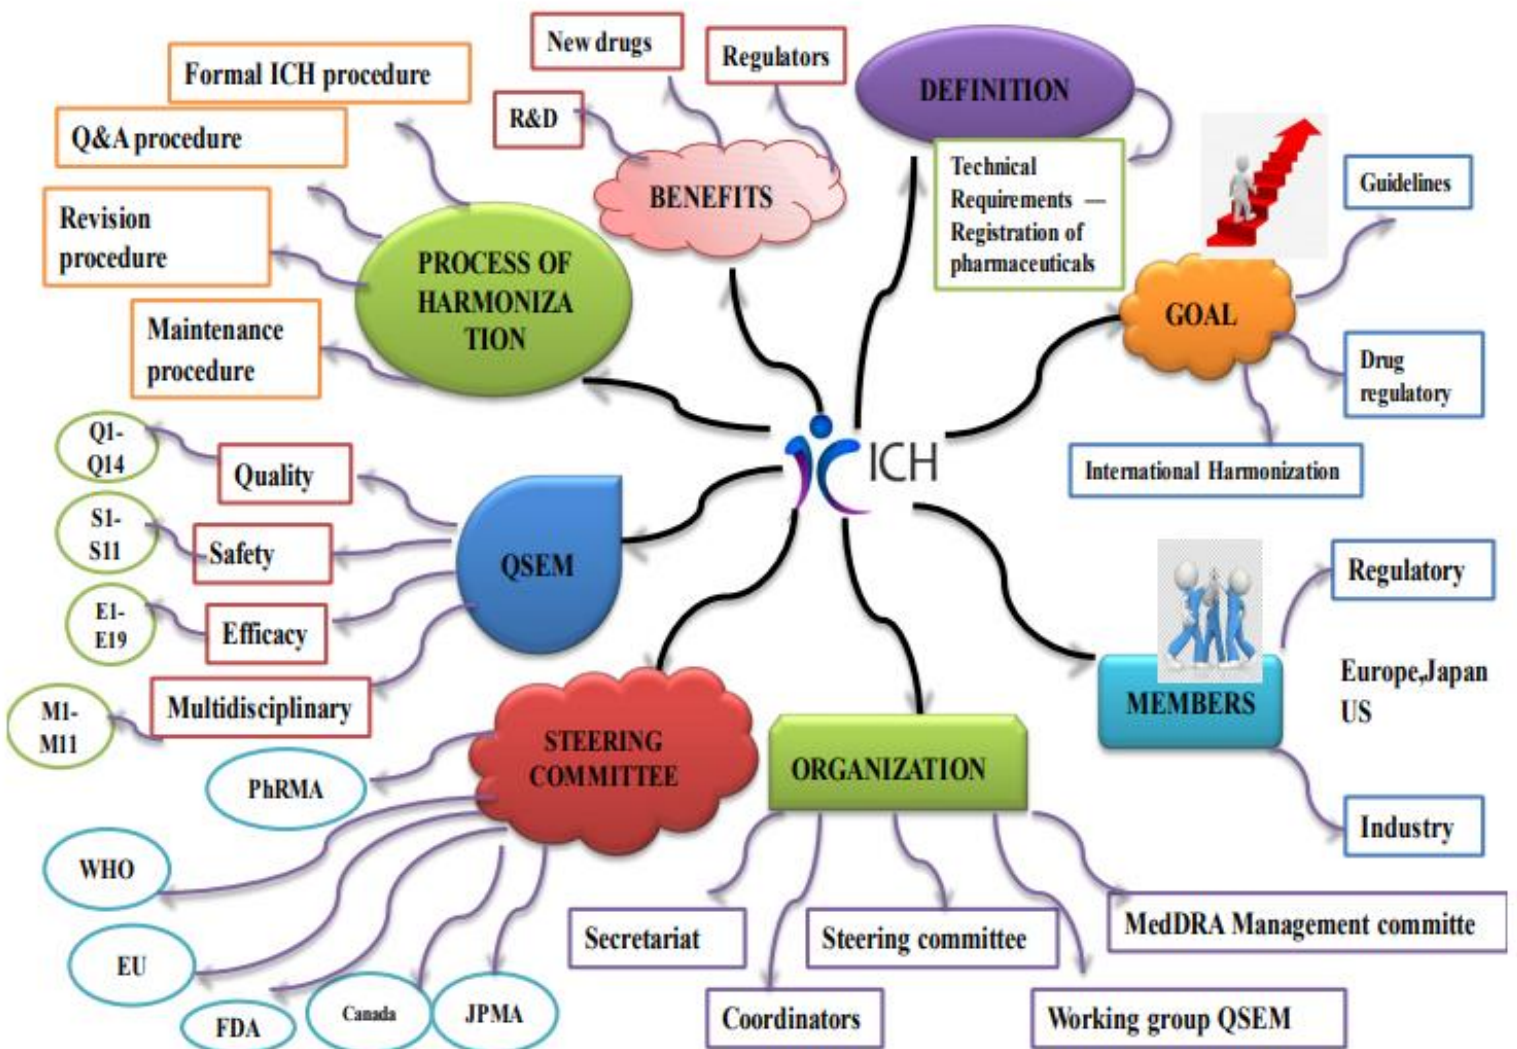 New drugs
Regulators
R&D
BENEFITS
Formal ICH procedure
Q&A procedure
Revision
procedure
Maintenance
procedure
PROCESS OF
HARMONIZA
TION
DEFINITION
Technical
Requirements —
Registration of
pharmaceuticals
GOAL
Guidelines
Drug
regulatory
International Harmonization
ICH
Q1-
Q14
Quality
S1-
S11
Safety
E1-
E19
Efficacy
M1-
M11
Multidisciplinary
QSEM
STEERING
COMMITTEE
PhRMA
WHO
EU
FDA
Canada
JPMA
ORGANIZATION
Secretariat
Coordinators
Steering committee
Working group QSEM
MedDRA Management committe
MEMBERS
Regulatory
Europe,Japan
US
Industry